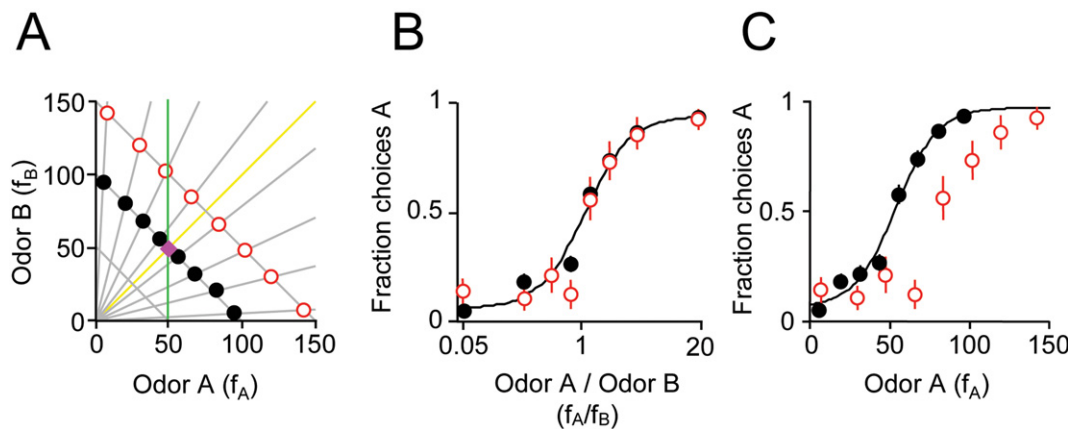 A
B
C
150
100
50
0
Odor B (fB)
0
50
100
150
Odor A (fA)
1
0.5
0
Fraction choices A
0.05
1
20
Odor A / Odor B
(fA/fB)
1
0.5
0
Fraction choices A
0
50
100
150
Odor A (fA)